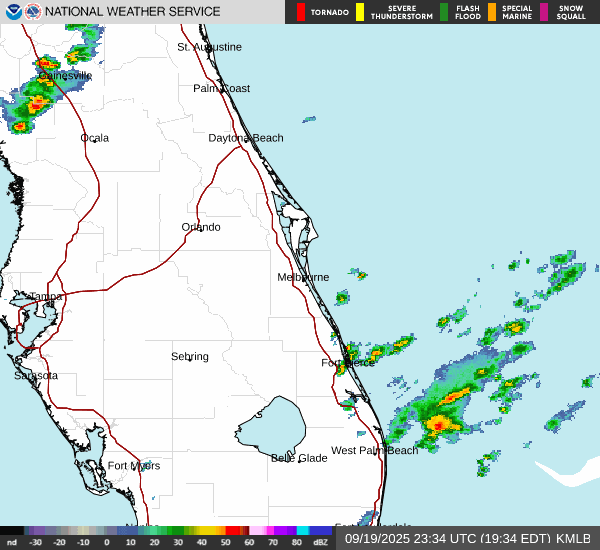 NATIONAL WEATHER SERVICE
TORNADO
SEVERE
THUNDERSTORM
FLASH
FLOOD
SPECIAL
MARINE
SNOW
SQUALL
St. Augustine
Gainesville
Palm Coast
Ocala
Daytona Beach
Orlando
Melbourne
Tampa
Sebring
Fort Pierce
Sarasota
West Palm Beach
Belle Glade
Fort Myers
nd -30 -20 -10 0 10 20 30 40 50 60 70 80 dBZ
09/19/2025 23:34 UTC (19:34 EDT) KMLB